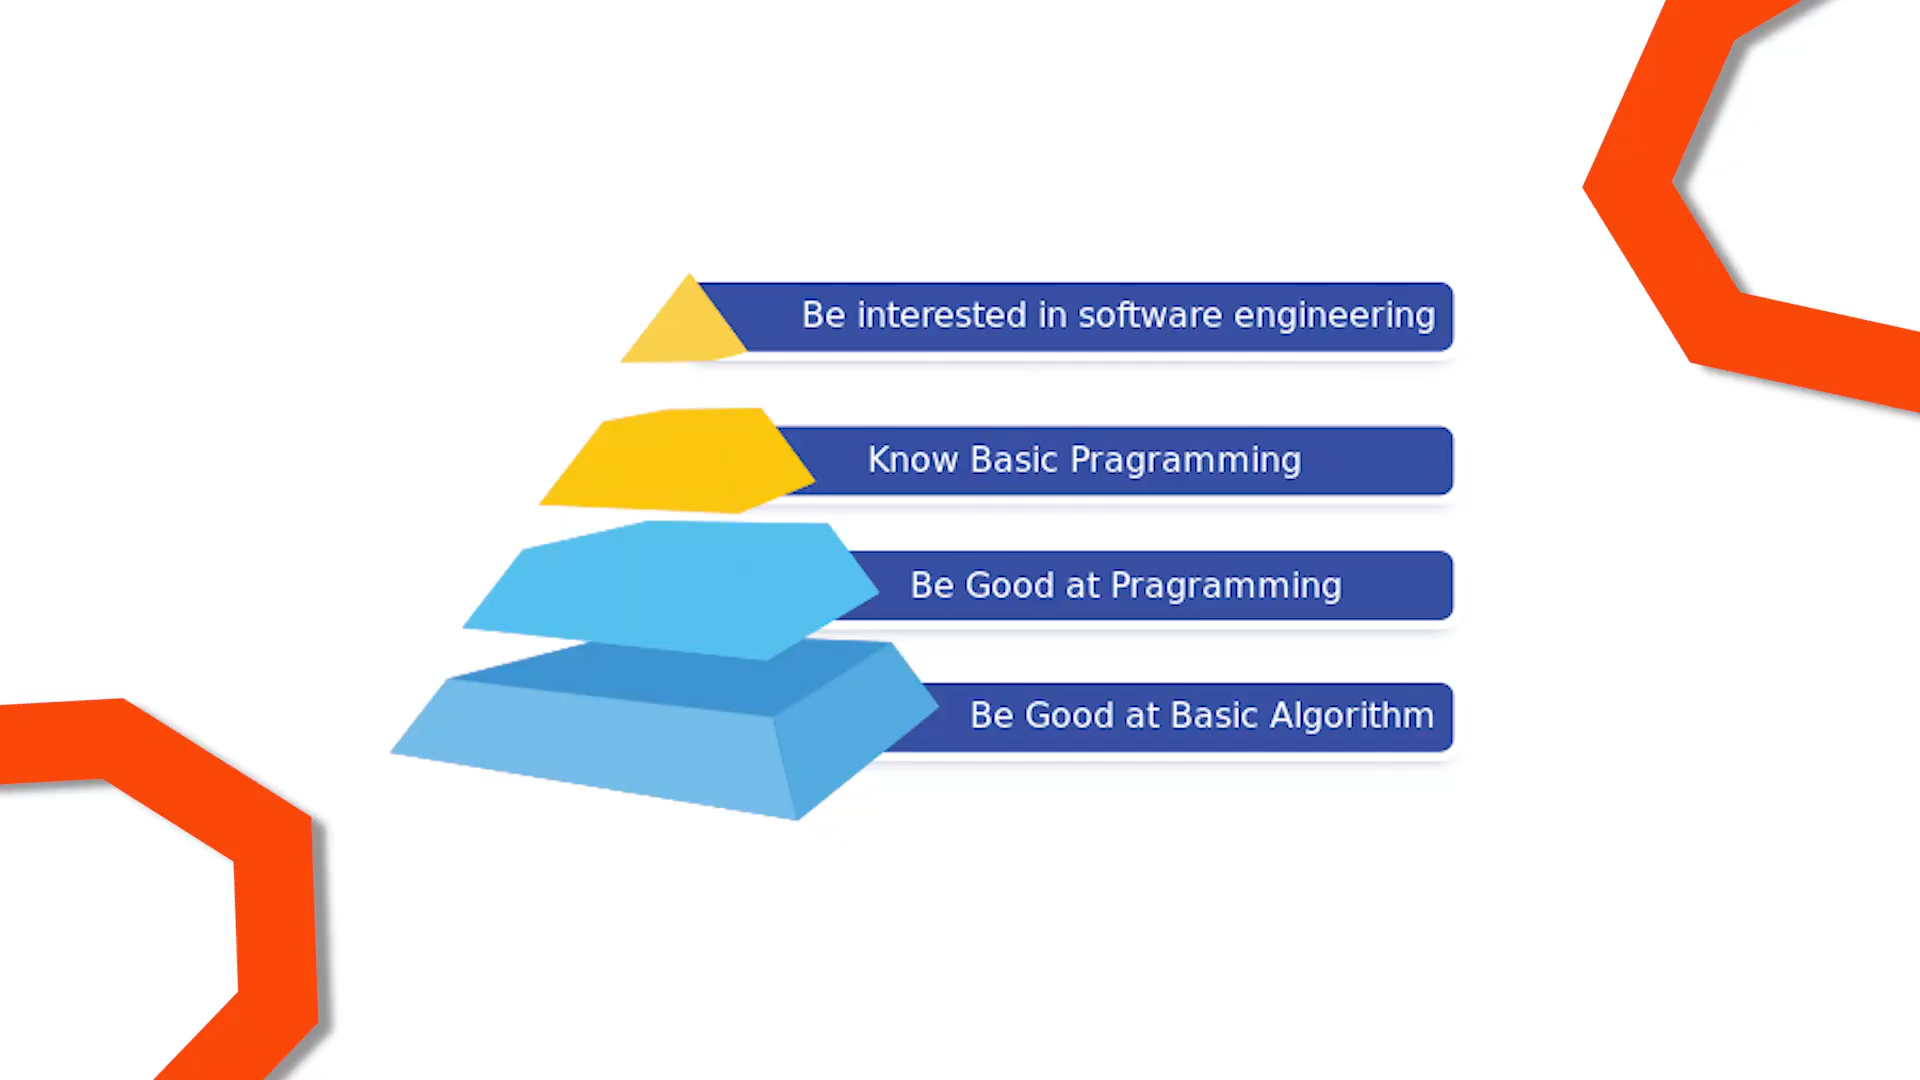 Be interested in software engineering
Know Basic Pragramming
Be Good at Pragramming
Be Good at Basic Algorithm